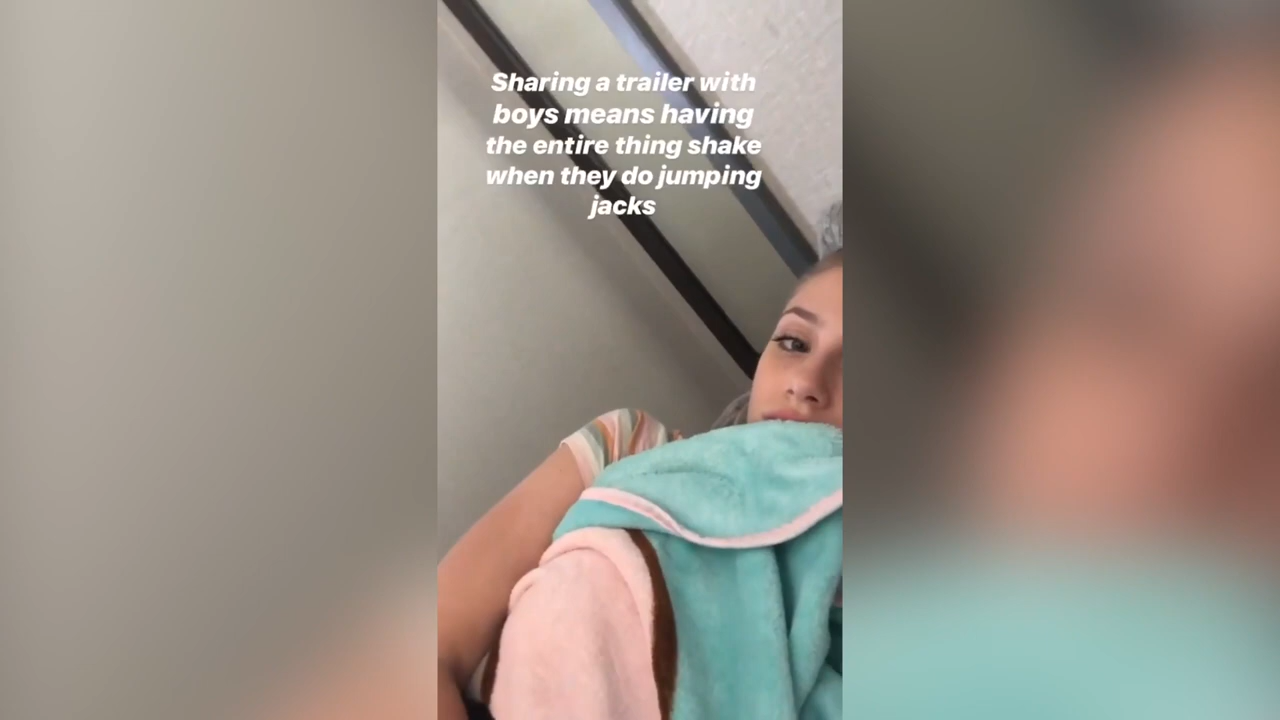 Sharing a trailer with
boys means having
the entire thing shake
when they do jumping
jacks